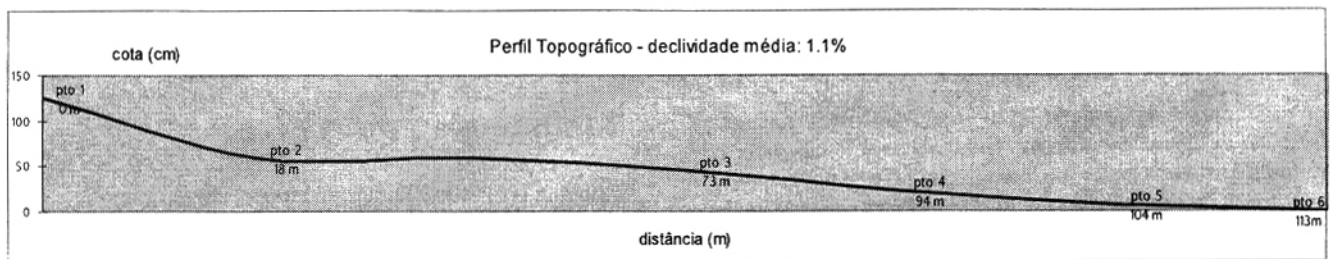 Perfil Topográfico - declividade média: 1.1%
cota (cm)
150
100
50
0
pto 1
0 m
pto 2
18 m
pto 3
73 m
pto 4
94 m
pto 5
104 m
pto 6
113m
distância (m)